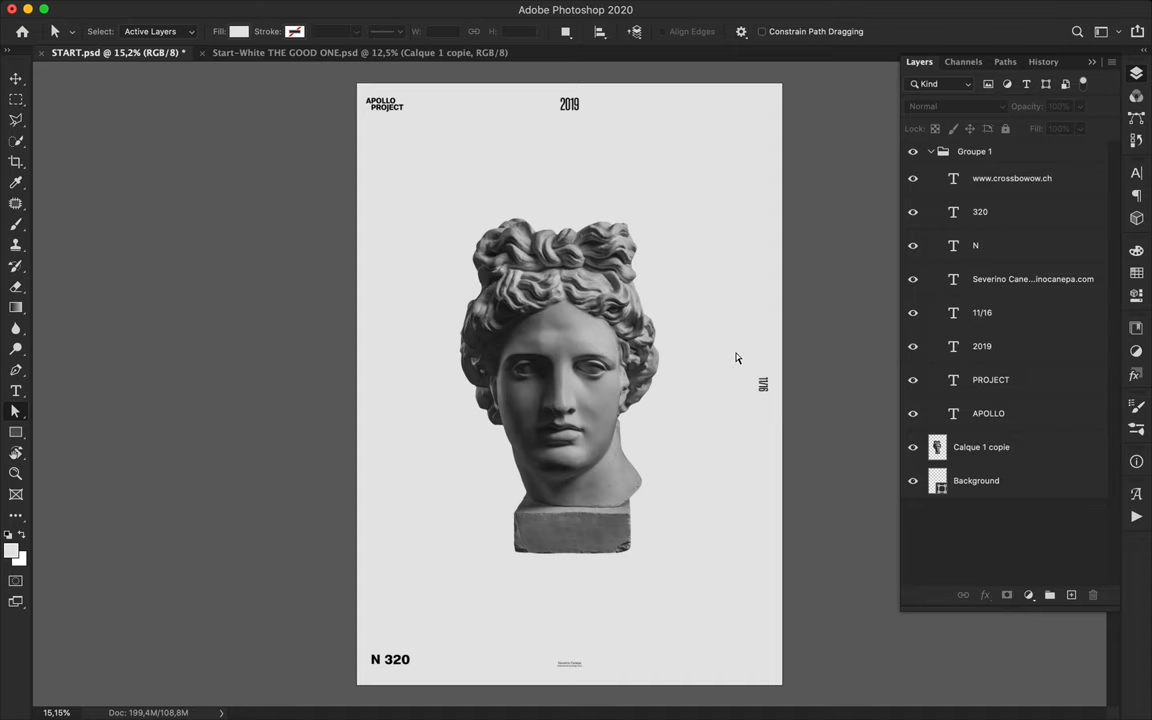 Adobe Photoshop 2020
Select: Active Layers Fill: Stroke: W: H: Align Edges Constrain Path Dragging
START.psd @ 15,2% (RGB/8) * Start-White THE GOOD ONE.psd @ 12,5% (Calque 1 copie, RGB/8)
Layers Channels Paths History
Kind
Normal Opacity: 100%
Lock: Fill: 100%
Groupe 1
www.crossbowow.ch
320
N
Severino Cane...inocanepa.com
11/16
2019
PROJECT
APOLLO
Calque 1 copie
Background
APOLLO
PROJECT
2019
11/16
N 320
15,15% Doc: 199,4M/108,8M